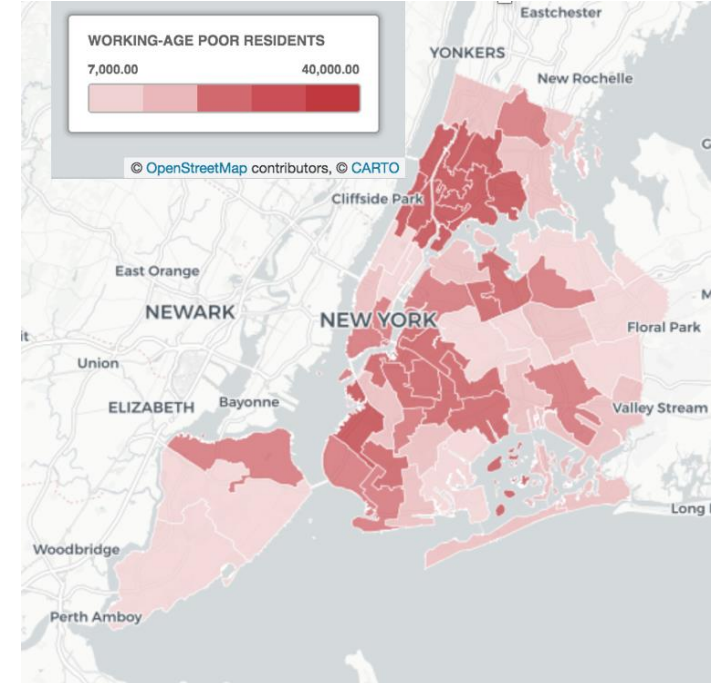 Eastchester
WORKING-AGE POOR RESIDENTS
YONKERS
7,000.00 40,000.00
New Rochelle
© OpenStreetMap contributors, © CARTO
Cliffside Park
East Orange
NEWARK
NEW YORK
Floral Park
Union
ELIZABETH
Bayonne
Valley Stream
Long
Woodbridge
Perth Amboy